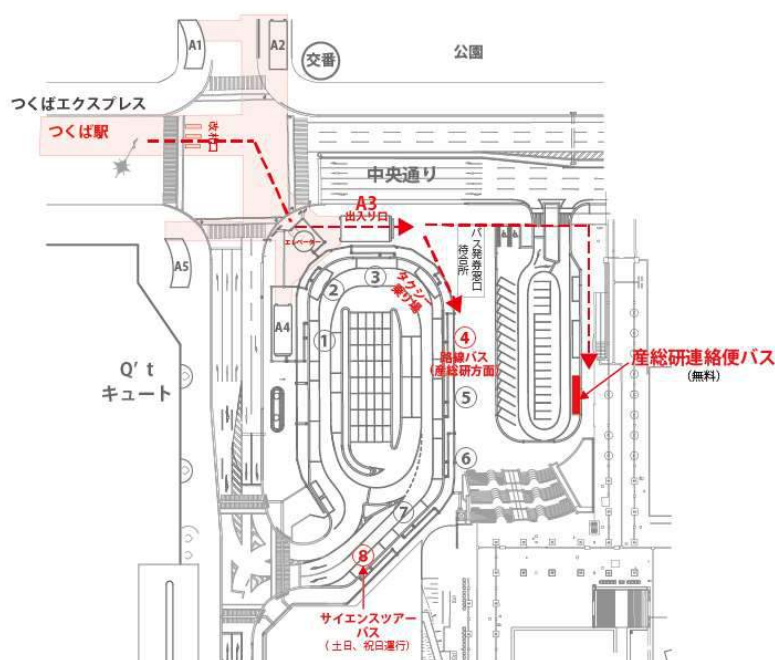 A1
A2
交番
公園
つくばエクスプレス
つくば駅
改札口
中央通り
A3
出入り口
エレベーター
バス発券窓口
待合所
A5
A4
タクシー
乗り場
①
②
③
④
路線バス
(産総研方面)
⑤
⑥
⑦
⑧
Q't
キュート
産総研連絡便バス
(無料)
サイエンスツアー
バス
(土日、祝日運行)